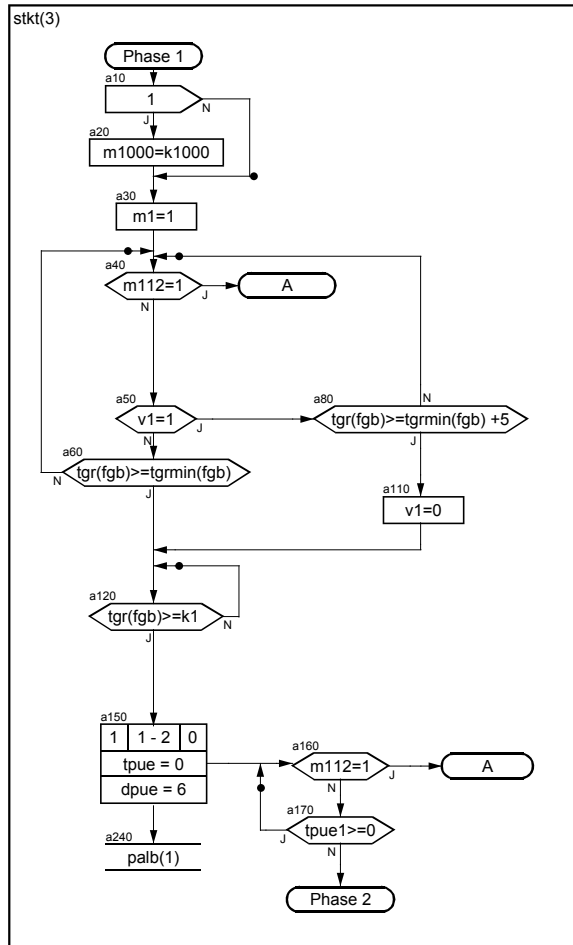 stkt(3)
Phase 1
a10
1
N
J
a20
m1000=k1000
a30
m1=1
a40
m112=1
J
A
N
a50
v1=1
J
N
a80
N
tgr(fgb)>=tgrmin(fgb) +5
J
a60
tgr(fgb)>=tgrmin(fgb)
N
J
a110
v1=0
a120
tgr(fgb)>=k1
N
J
a150
1 1 - 2 0
tpue = 0
dpue = 6
a160
m112=1
J
A
N
a170
tpue1>=0
J
N
a240
palb(1)
Phase 2